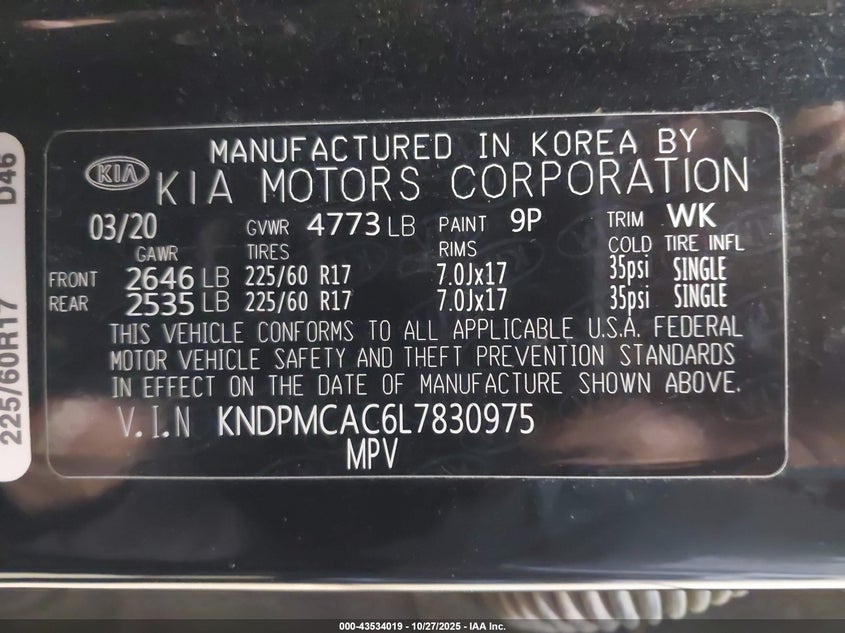 MANUFACTURED IN KOREA BY
KIA KIA MOTORS CORPORATION
03/20 GVWR 4773 LB PAINT 9P TRIM WK
GAWR TIRES RIMS COLD TIRE INFL
FRONT 2646 LB 225/60 R17 7.0Jx17 35psi SINGLE
REAR 2535 LB 225/60 R17 7.0Jx17 35psi SINGLE
THIS VEHICLE CONFORMS TO ALL APPLICABLE U.S.A. FEDERAL
MOTOR VEHICLE SAFETY AND THEFT PREVENTION STANDARDS
IN EFFECT ON THE DATE OF MANUFACTURE SHOWN ABOVE.
V.I.N KNDPMCAC6L7830975
MPV
225/60R17 D46
000-43534019 - 10/27/2025 - IAA Inc.